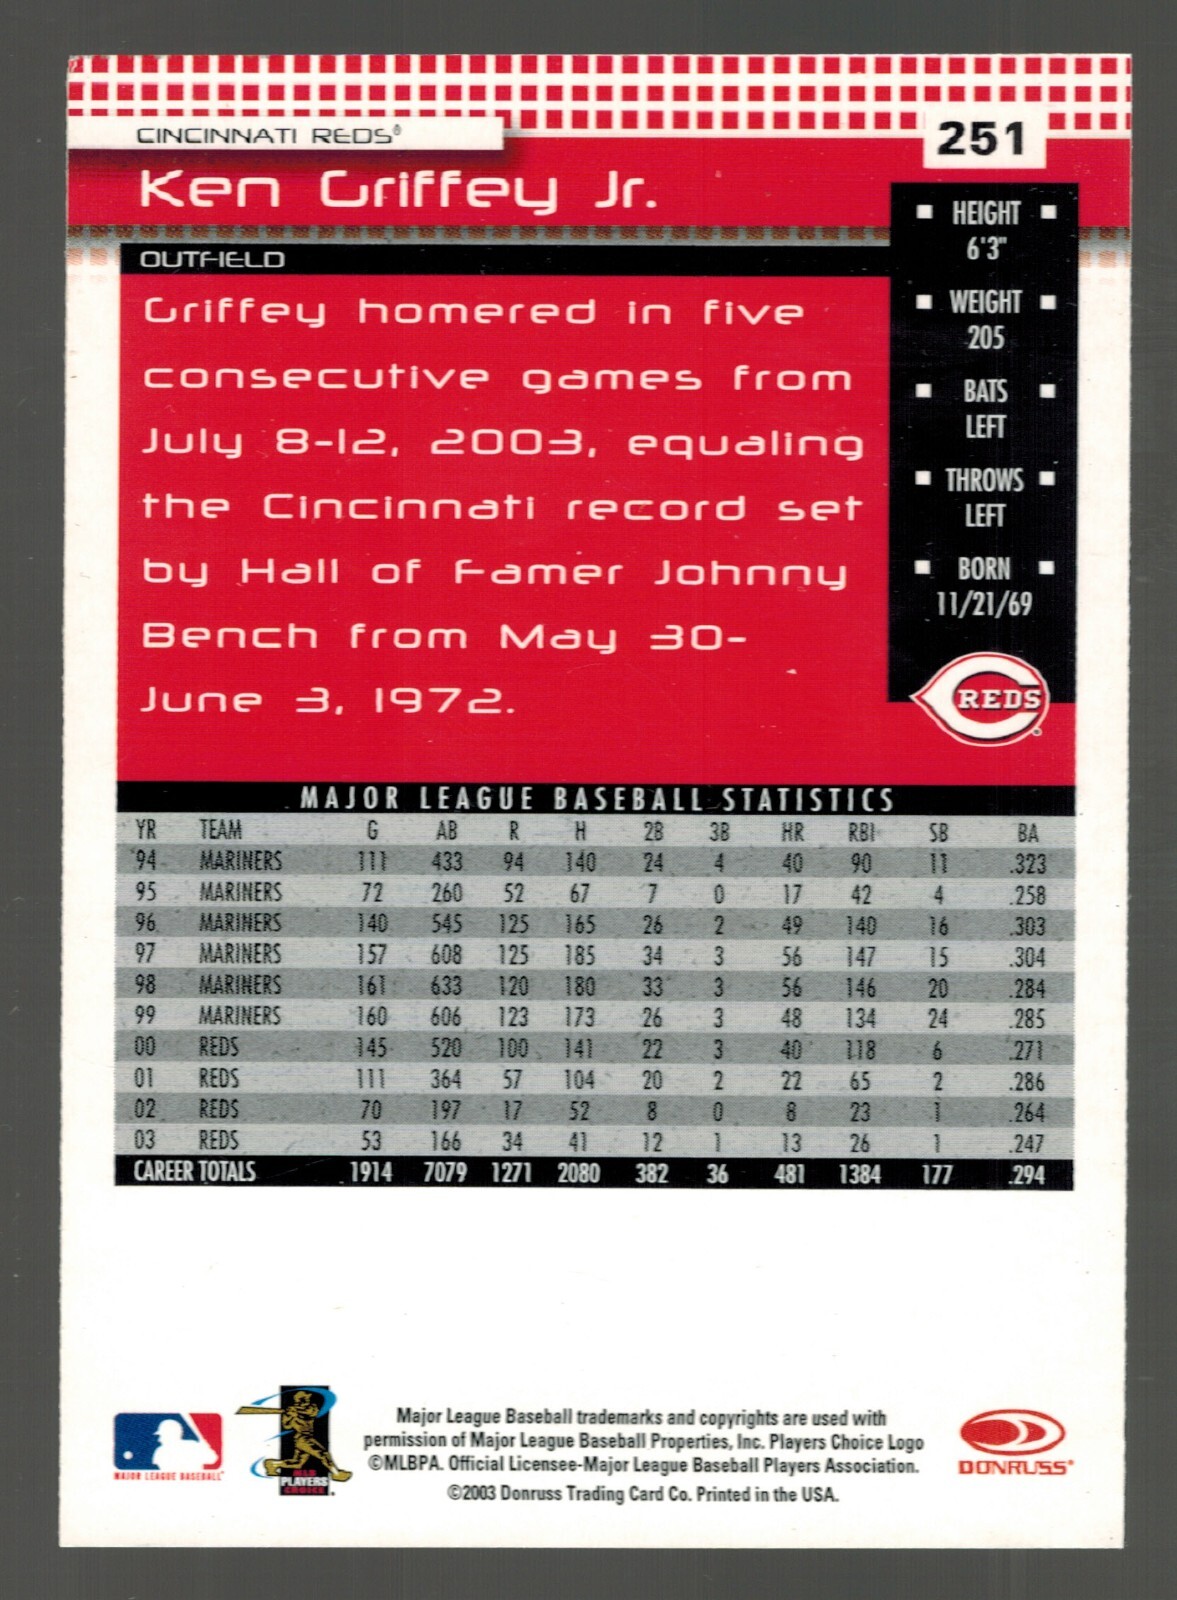 CINCINNATI REDS®
251
Ken Griffey Jr.
OUTFIELD
HEIGHT
6'3"
WEIGHT
205
BATS
LEFT
THROWS
LEFT
BORN
11/21/69
REDS
Griffey homered in five
consecutive games from
July 8-12, 2003, equaling
the Cincinnati record set
by Hall of Famer Johnny
Bench from May 30-
June 3, 1972.
MAJOR LEAGUE BASEBALL STATISTICS
YR TEAM G AB R H 2B 3B HR RBI SB BA
94 MARINERS 111 433 94 140 24 4 40 90 11 .323
95 MARINERS 72 260 52 67 7 0 17 42 4 .258
96 MARINERS 140 545 125 165 26 2 49 140 16 .303
97 MARINERS 157 608 125 185 34 3 56 147 15 .304
98 MARINERS 161 633 120 180 33 3 56 146 20 .284
99 MARINERS 160 606 123 173 26 3 48 134 24 .285
00 REDS 145 520 100 141 22 3 40 118 6 .271
01 REDS 111 364 57 104 20 2 22 65 2 .286
02 REDS 70 197 17 52 8 0 8 23 1 .264
03 REDS 53 166 34 41 12 1 13 26 1 .247
CAREER TOTALS 1914 7079 1271 2080 382 36 481 1384 177 .294
MAJOR LEAGUE BASEBALL
MLB
PLAYERS
CHOICE
Major League Baseball trademarks and copyrights are used with
permission of Major League Baseball Properties, Inc. Players Choice Logo
©MLBPA. Official Licensee-Major League Baseball Players Association.
©2003 Donruss Trading Card Co. Printed in the USA.
DONRUSS®